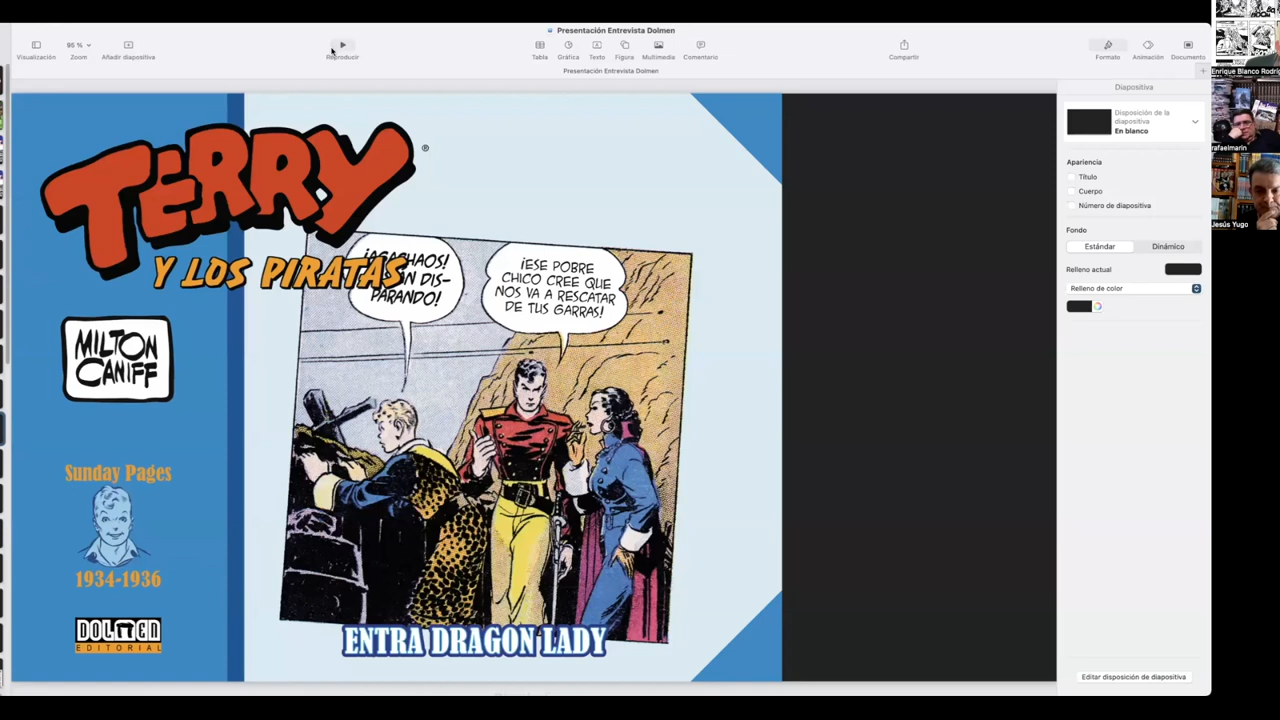 Presentación Entrevista Dolmen
95 %
Visualización
Zoom
Añadir diapositiva
Reproducir
Tabla
Gráfica
Texto
Figura
Multimedia
Comentario
Compartir
Formato
Animación
Documento
Presentación Entrevista Dolmen
TERRY
®
Y LOS PIRATAS
MILTON
CANIFF
Sunday Pages
1934-1936
DOLMEN
EDITORIAL
PARANDO!
¡ESE POBRE
CHICO CREE QUE
NOS VA A RESCATAR
DE TUS GARRAS!
ENTRA DRAGON LADY
Diapositiva
Disposición de la
diapositiva
En blanco
Apariencia
Título
Cuerpo
Número de diapositiva
Fondo
Estándar
Dinámico
Relleno actual
Relleno de color
Editar disposición de diapositiva
Enrique Blanco Rodrí
rafaelmarin
Jesús Yugo